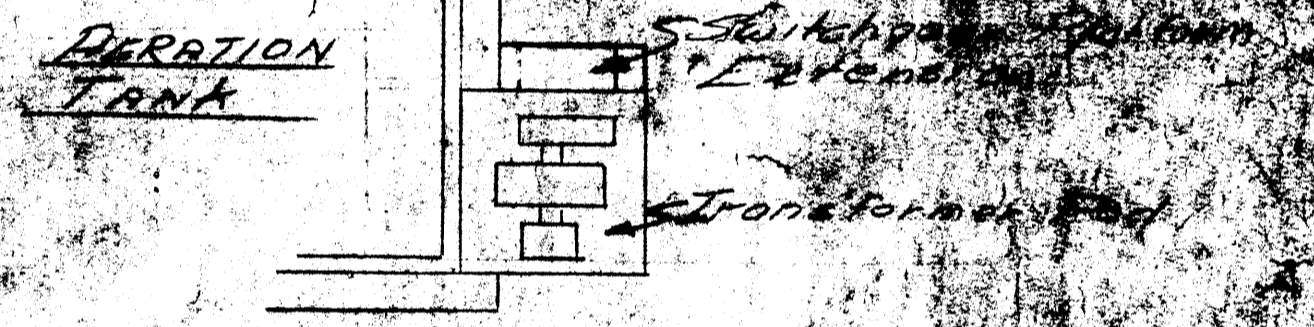 AERATION
TANK
Switchgear Platform
Extension
Transformer Pad